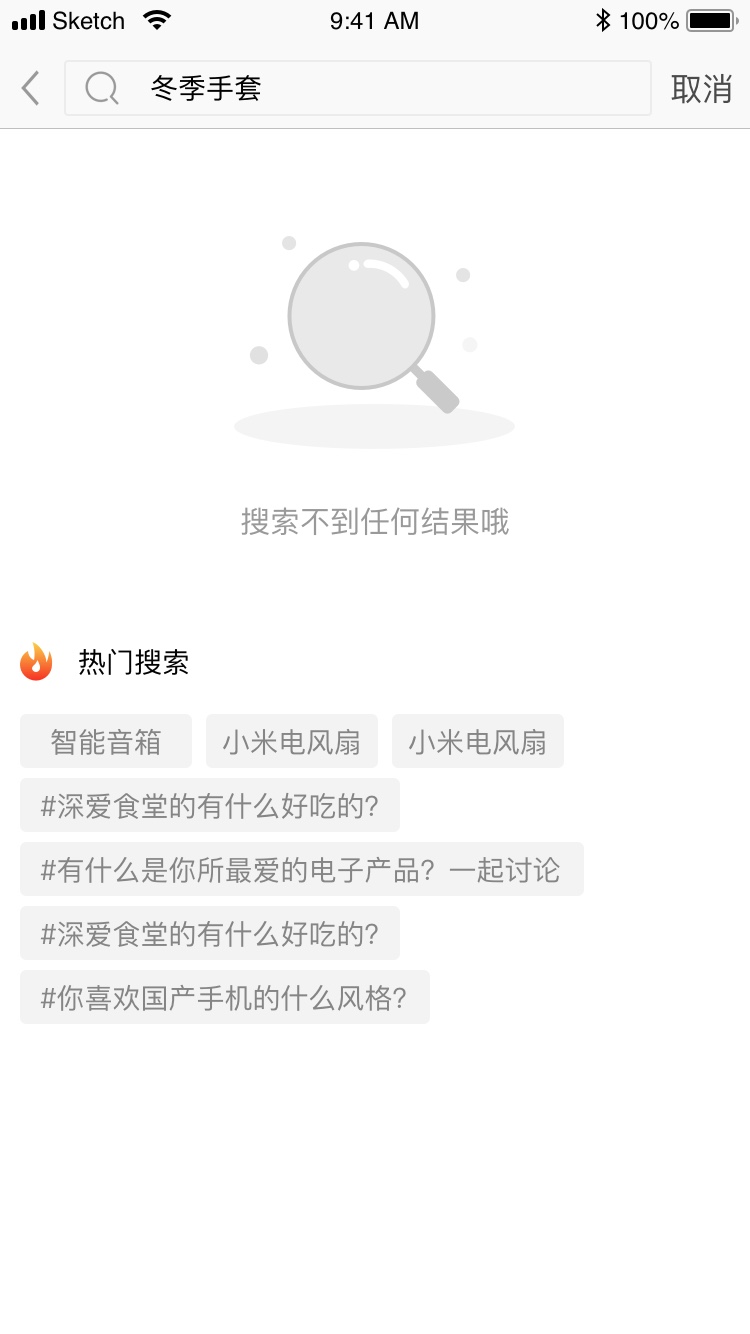 Sketch 9:41 AM 100%
冬季手套 取消
搜索不到任何结果哦
热门搜索
智能音箱 小米电风扇 小米电风扇
#深爱食堂的有什么好吃的?
#有什么是你所最爱的电子产品？一起讨论
#深爱食堂的有什么好吃的?
#你喜欢国产手机的什么风格?